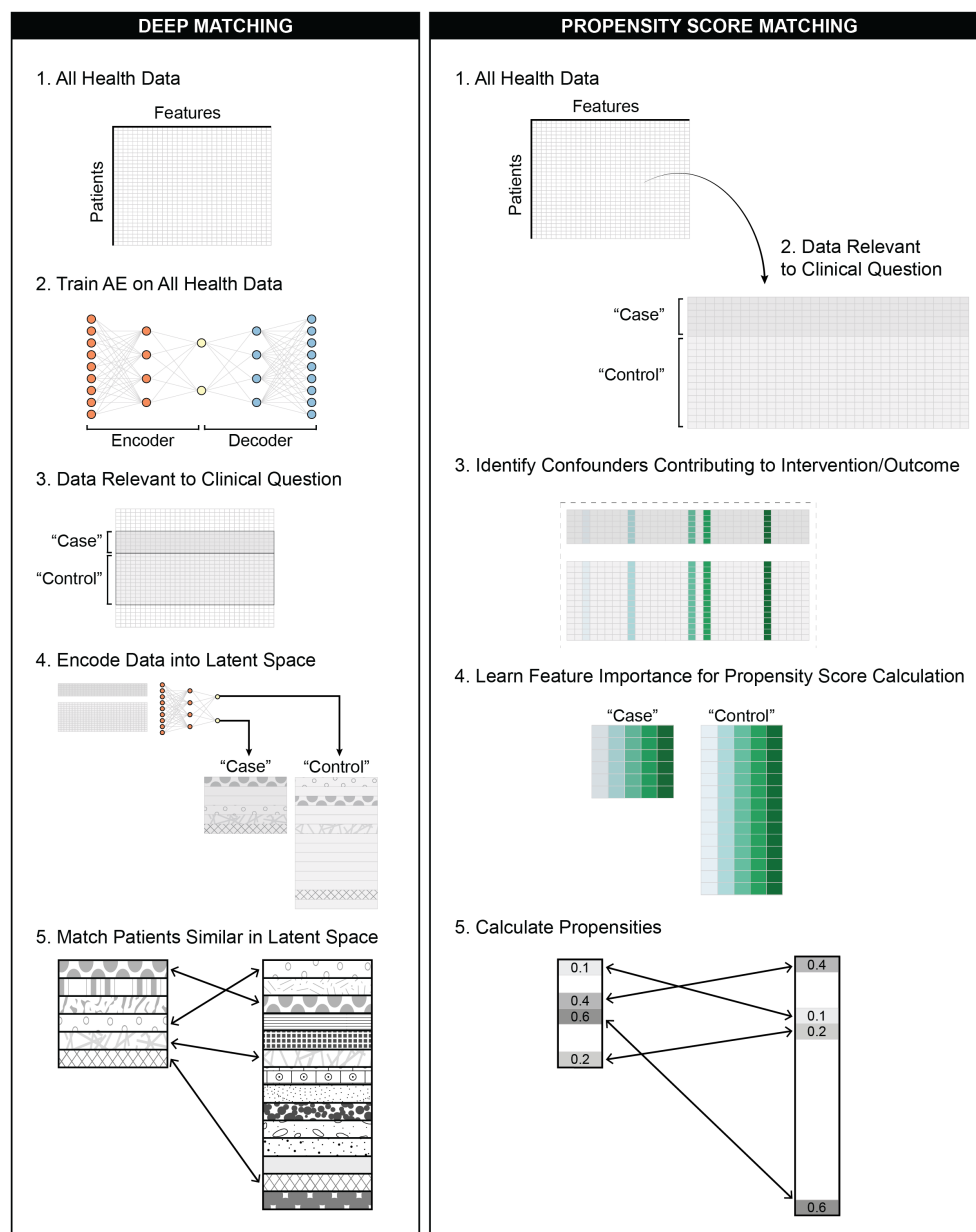 DEEP MATCHING
1. All Health Data
Features
Patients
2. Train AE on All Health Data
Encoder
Decoder
3. Data Relevant to Clinical Question
“Case”
“Control”
4. Encode Data into Latent Space
“Case”
“Control”
5. Match Patients Similar in Latent Space
PROPENSITY SCORE MATCHING
1. All Health Data
Features
Patients
2. Data Relevant
to Clinical Question
“Case”
“Control”
3. Identify Confounders Contributing to Intervention/Outcome
4. Learn Feature Importance for Propensity Score Calculation
“Case”
“Control”
5. Calculate Propensities
0.1
0.4
0.6
0.2
0.4
0.1
0.2
0.6